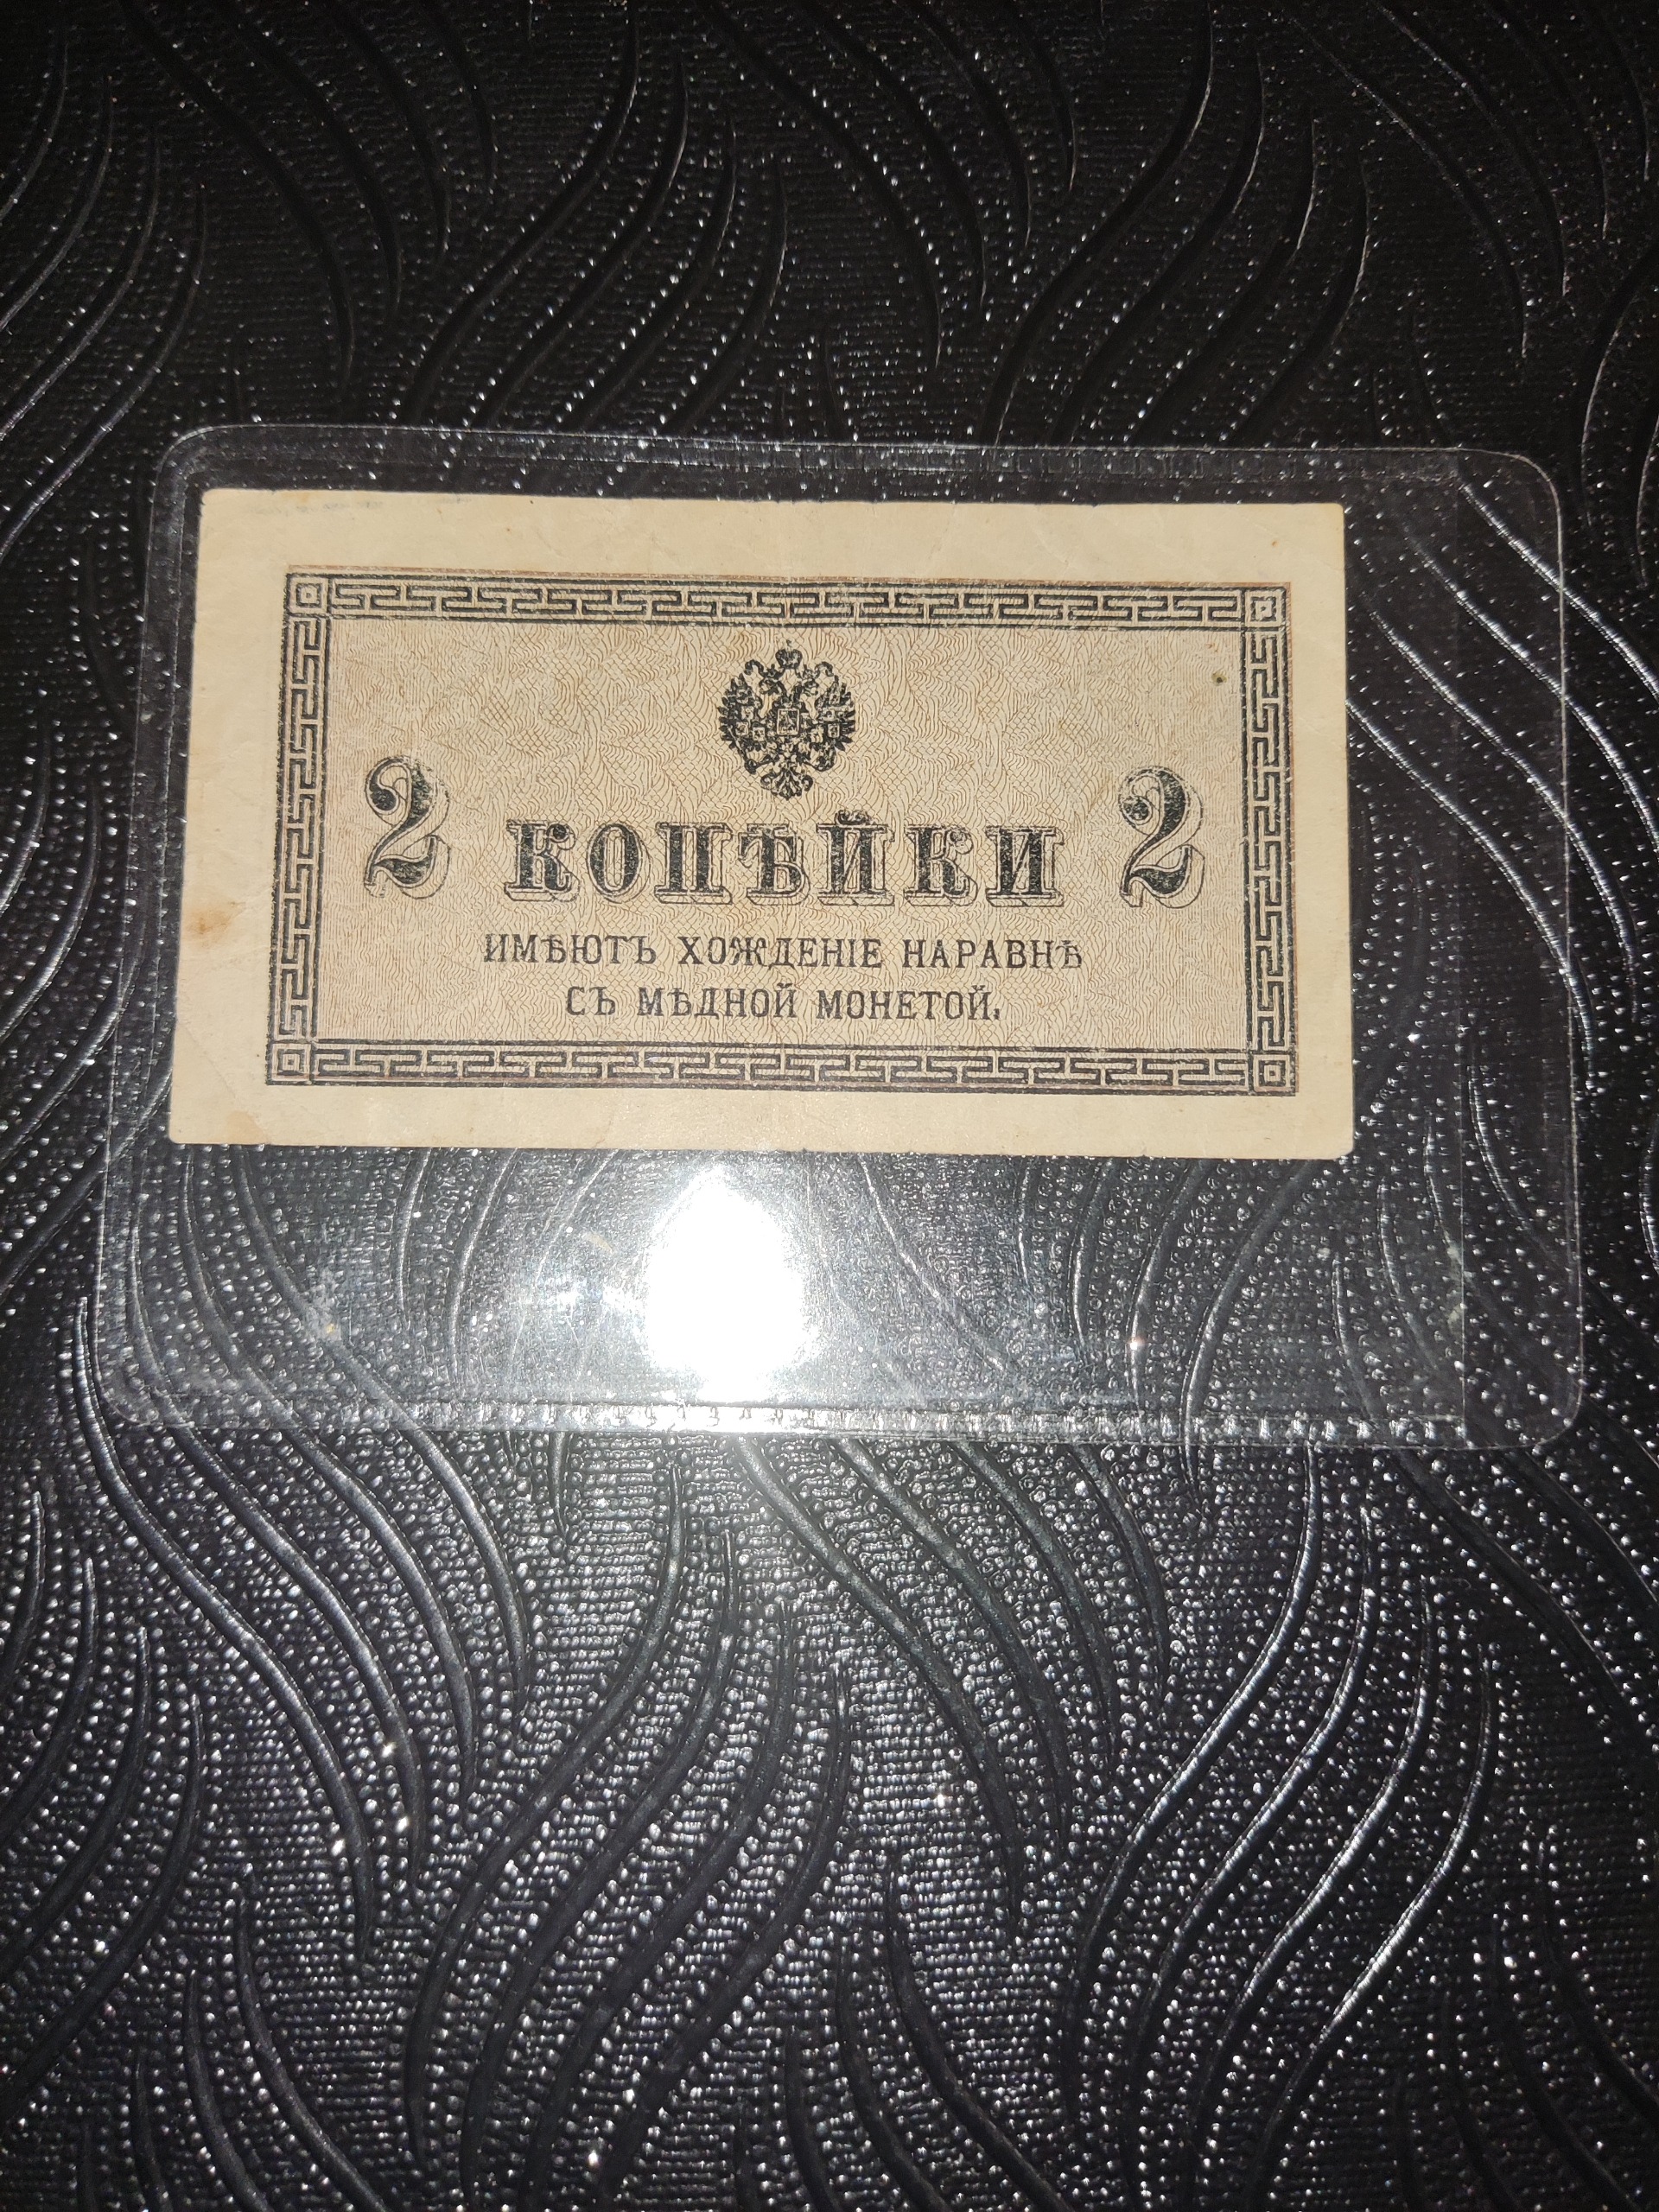 2 КОПѢЙКИ 2
ИМѢЮТЪ ХОЖДЕНІЕ НАРАВНѢ
СЪ МѢДНОЙ МОНЕТОЙ.